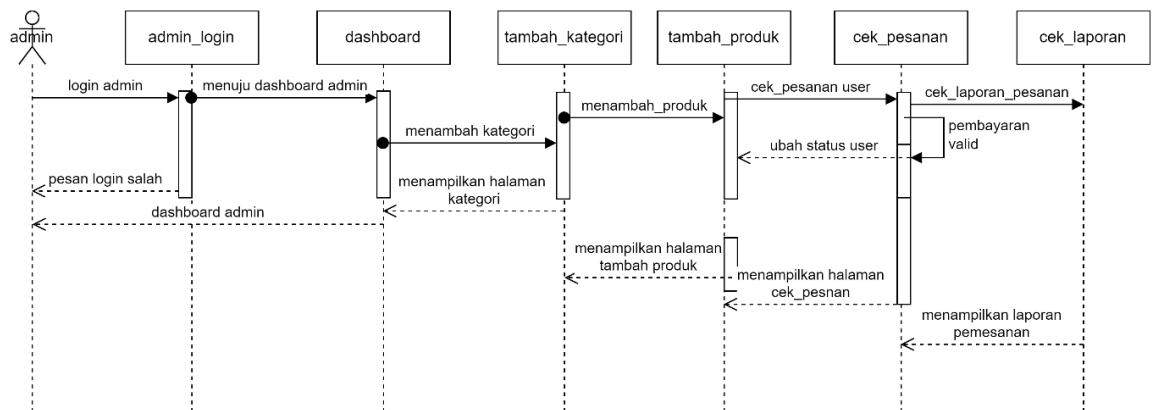 admin
admin_login
dashboard
tambah_kategori
tambah_produk
cek_pesanan
cek_laporan
login admin
menuju dashboard admin
menambah_produk
cek_pesanan user
cek_laporan_pesanan
menambah kategori
pembayaran
valid
ubah status user
pesan login salah
menampilkan halaman
kategori
dashboard admin
menampilkan halaman
tambah produk
menampilkan halaman
cek_pesnan
menampilkan laporan
pemesanan